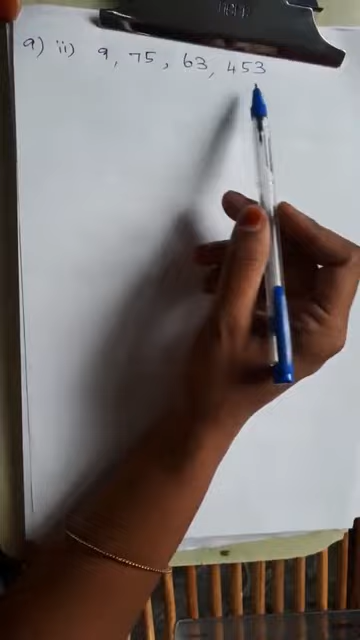 9) ii) 9, 75, 63, 453